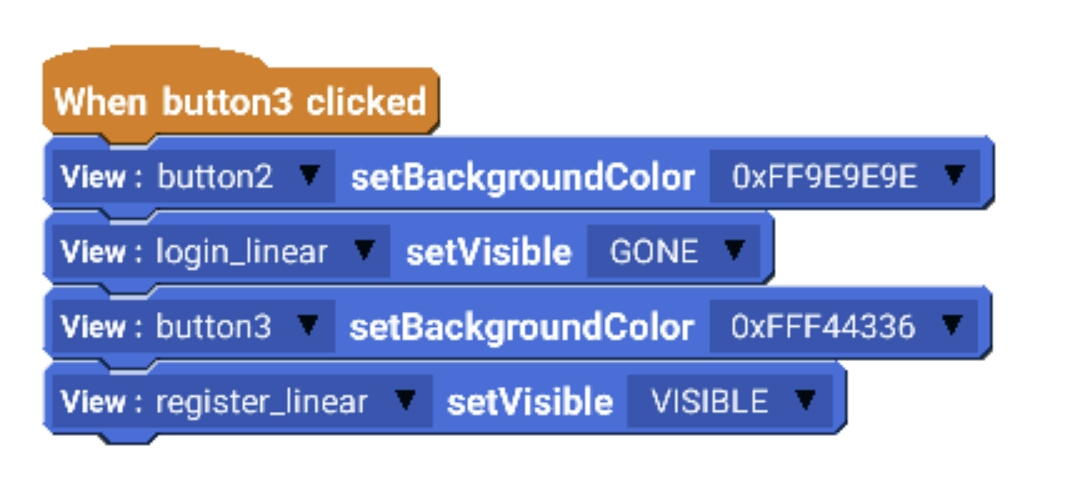 When button3 clicked
View : button2 setBackgroundColor 0xFF9E9E9E
View : login_linear setVisible GONE
View : button3 setBackgroundColor 0xFFF44336
View : register_linear setVisible VISIBLE